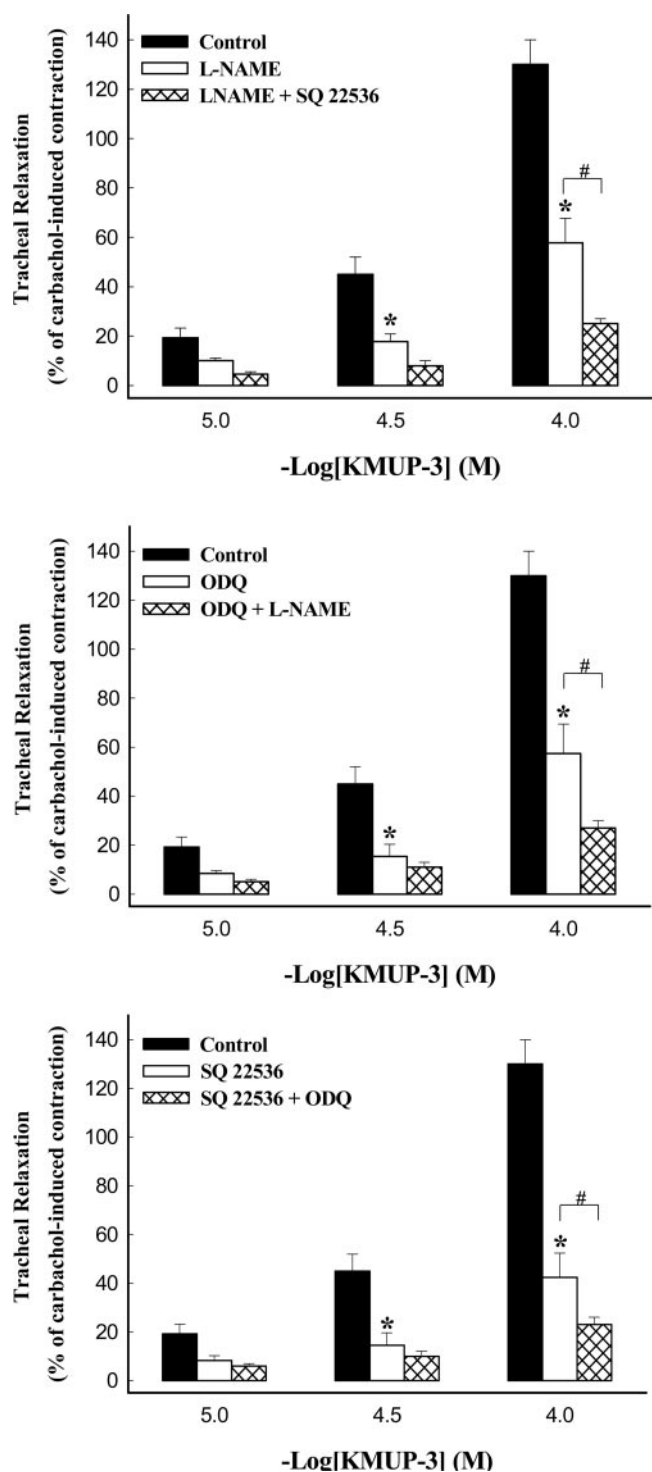 Tracheal Relaxation
(% of carbachol-induced contraction)
140
120
100
80
60
40
20
0
Control
L-NAME
LNAME + SQ 22536
*
*
#
5.0
4.5
4.0
-Log[KMUP-3] (M)
Tracheal Relaxation
(% of carbachol-induced contraction)
140
120
100
80
60
40
20
0
Control
ODQ
ODQ + L-NAME
*
*
#
5.0
4.5
4.0
-Log[KMUP-3] (M)
Tracheal Relaxation
(% of carbachol-induced contraction)
140
120
100
80
60
40
20
0
Control
SQ 22536
SQ 22536 + ODQ
*
*
#
5.0
4.5
4.0
-Log[KMUP-3] (M)